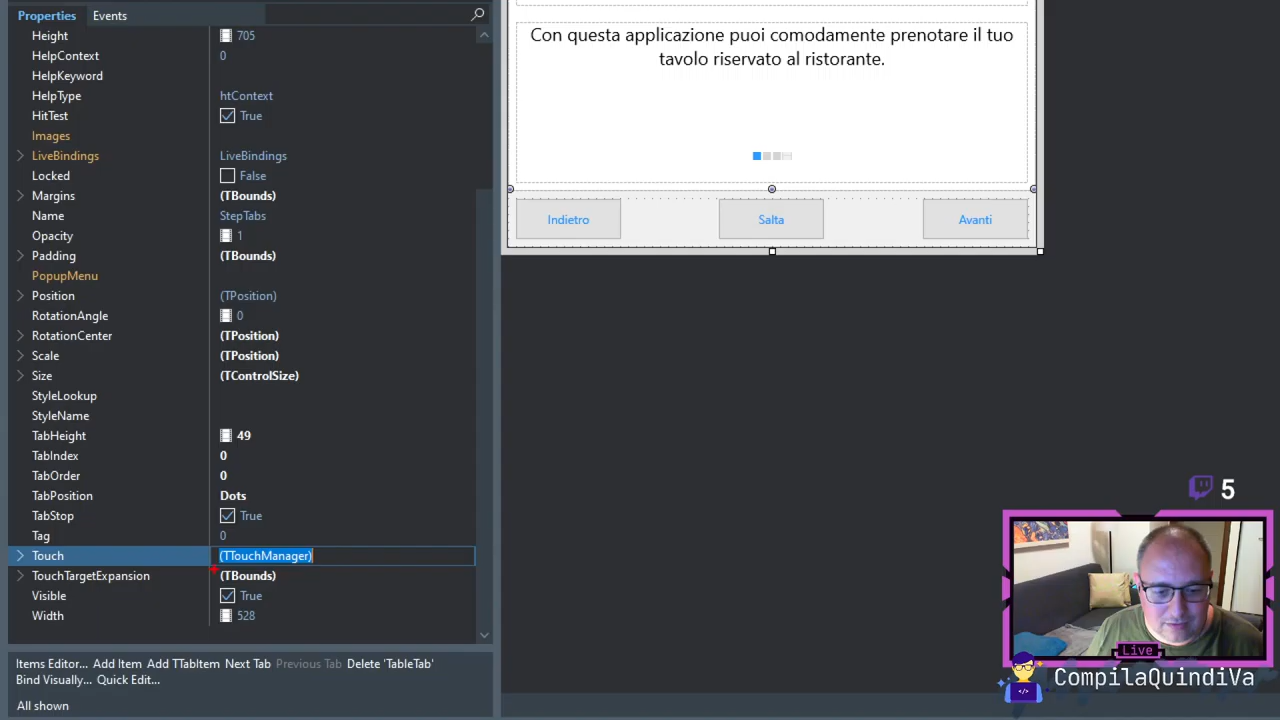 Properties Events
Height 705
HelpContext 0
HelpKeyword
HelpType htContext
HitTest True
Images
LiveBindings LiveBindings
Locked False
Margins (TBounds)
Name StepTabs
Opacity 1
Padding (TBounds)
PopupMenu
Position (TPosition)
RotationAngle 0
RotationCenter (TPosition)
Scale (TPosition)
Size (TControlSize)
StyleLookup
StyleName
TabHeight 49
TabIndex 0
TabOrder 0
TabPosition Dots
TabStop True
Tag 0
Touch (TTouchManager)
TouchTargetExpansion (TBounds)
Visible True
Width 528
Items Editor... Add Item Add TTabItem Next Tab Previous Tab Delete 'TableTab'
Bind Visually... Quick Edit...
All shown
Con questa applicazione puoi comodamente prenotare il tuo
tavolo riservato al ristorante.
Indietro Salta Avanti
5
Live
</> CompilaQuindiVa